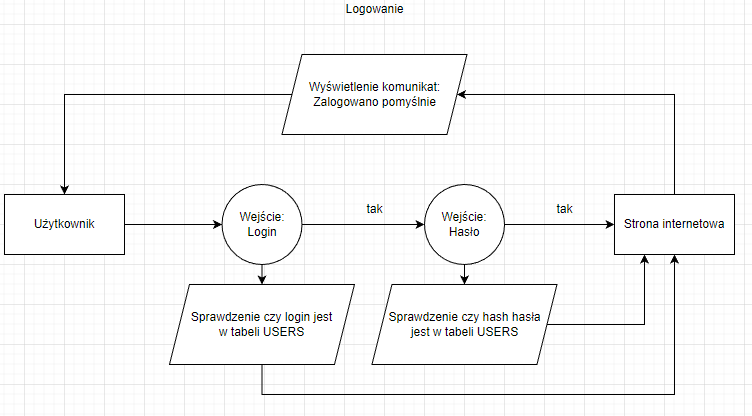 Logowanie
Wyświetlenie komunikat:
Zalogowano pomyślnie
Użytkownik
Wejście:
Login
tak
Wejście:
Hasło
tak
Strona internetowa
Sprawdzenie czy login jest
w tabeli USERS
Sprawdzenie czy hash hasła
jest w tabeli USERS